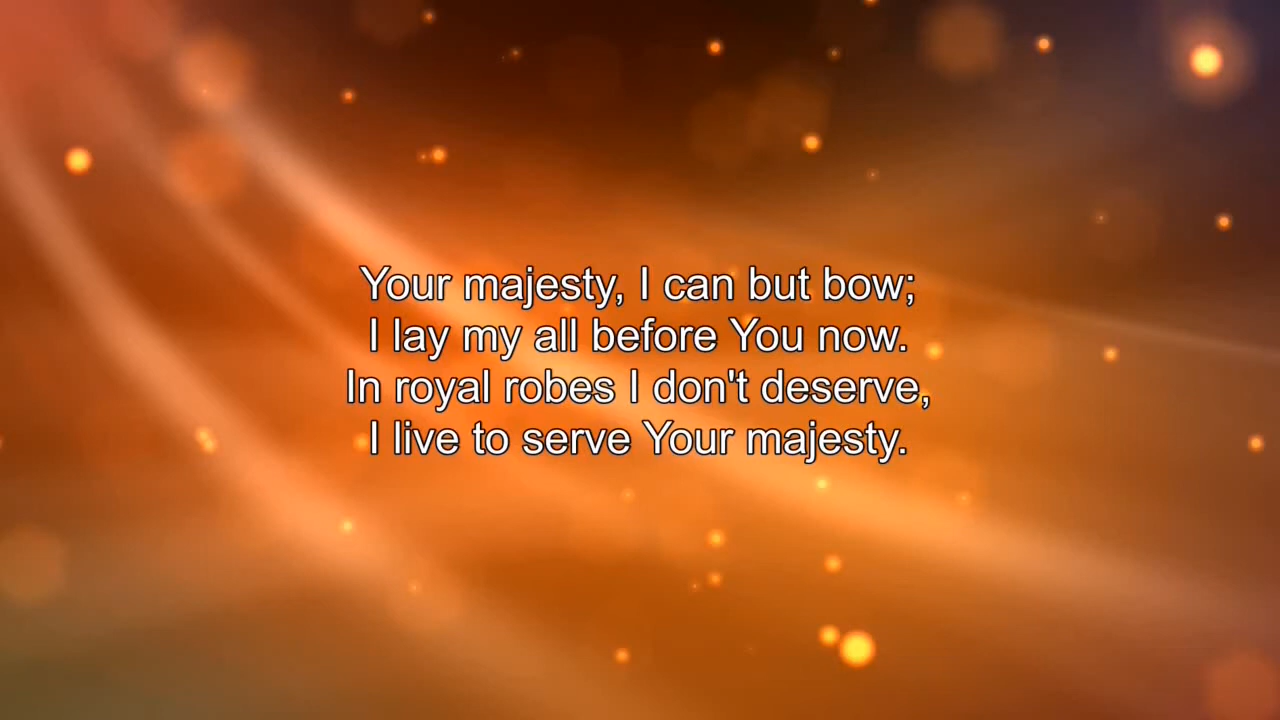 Your majesty, I can but bow;
I lay my all before You now.
In royal robes I don't deserve,
I live to serve Your majesty.